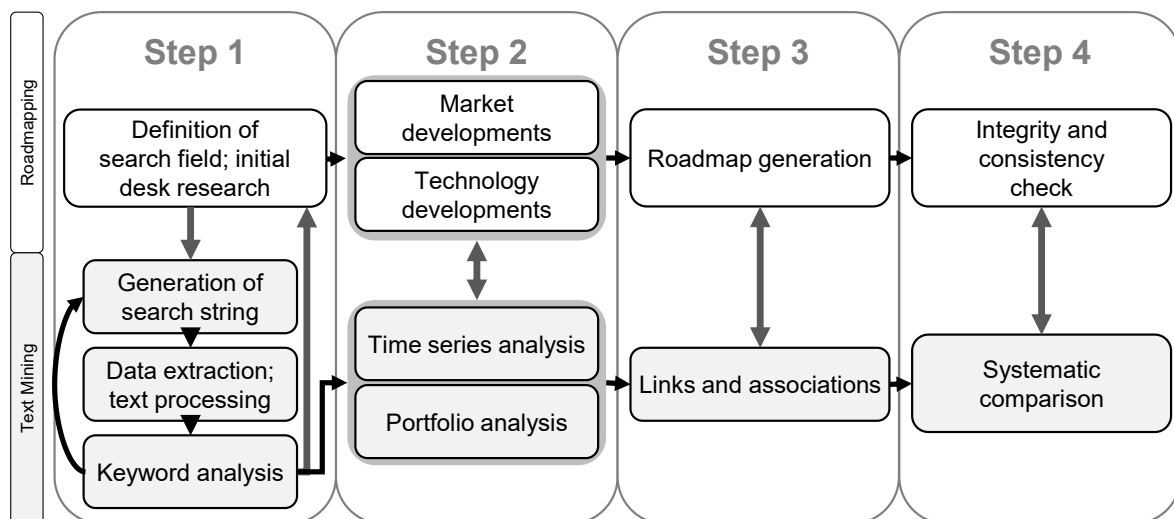 Step 1
Step 2
Step 3
Step 4
Roadmapping
Definition of
search field; initial
desk research
Market
developments
Technology
developments
Roadmap generation
Integrity and
consistency
check
Text Mining
Generation of
search string
Data extraction;
text processing
Keyword analysis
Time series analysis
Portfolio analysis
Links and associations
Systematic
comparison